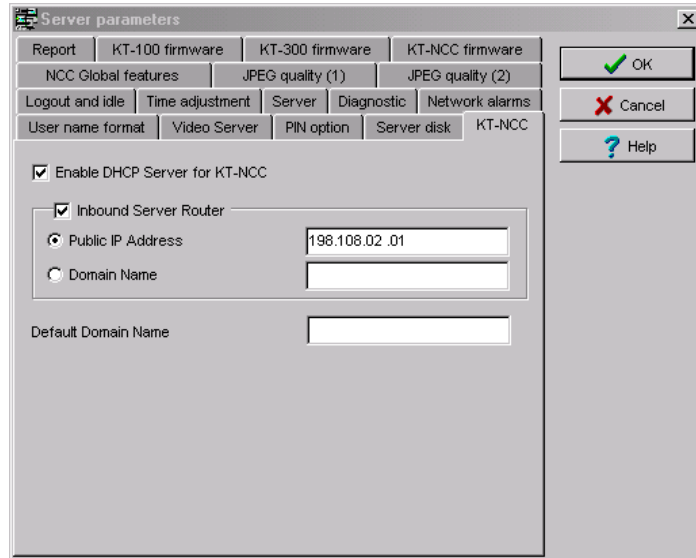 Server parameters
Report
KT-100 firmware
KT-300 firmware
KT-NCC firmware
NCC Global features
JPEG quality (1)
JPEG quality (2)
Logout and idle
Time adjustment
Server
Diagnostic
Network alarms
User name format
Video Server
PIN option
Server disk
KT-NCC
Enable DHCP Server for KT-NCC
Inbound Server Router
Public IP Address
198.108.02 .01
Domain Name
Default Domain Name
OK
Cancel
Help